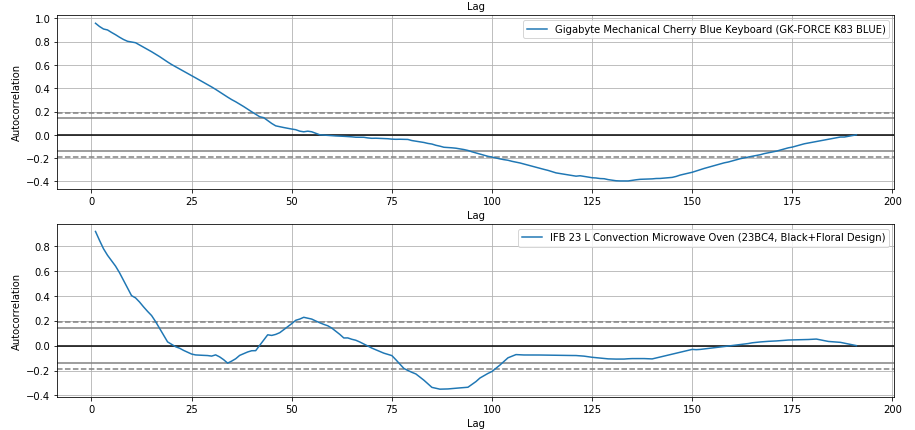 Lag
1.0
0.8
0.6
0.4
0.2
0.0
−0.2
−0.4
Autocorrelation
Gigabyte Mechanical Cherry Blue Keyboard (GK-FORCE K83 BLUE)
0 25 50 75 100 125 150 175 200
Lag
0.8
0.6
0.4
0.2
0.0
−0.2
−0.4
Autocorrelation
IFB 23 L Convection Microwave Oven (23BC4, Black+Floral Design)
0 25 50 75 100 125 150 175 200
Lag